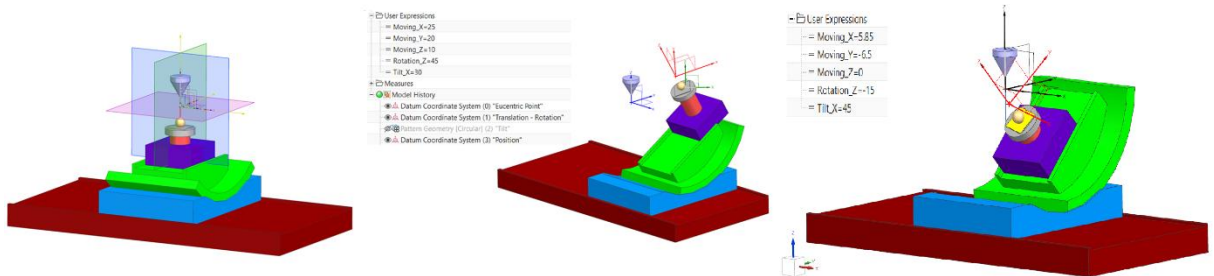 User Expressions
Moving_X=25
Moving_Y=20
Moving_Z=10
Rotation_Z=45
Tilt_X=30
Measures
Model History
Datum Coordinate System (0) "Eucentric Point"
Datum Coordinate System (1) "Translation - Rotation"
Pattern Geometry [Circular] (2) "Tilt"
Datum Coordinate System (3) "Position"
User Expressions
Moving_X=5.85
Moving_Y=-6.5
Moving_Z=0
Rotation_Z=-15
Tilt_X=45